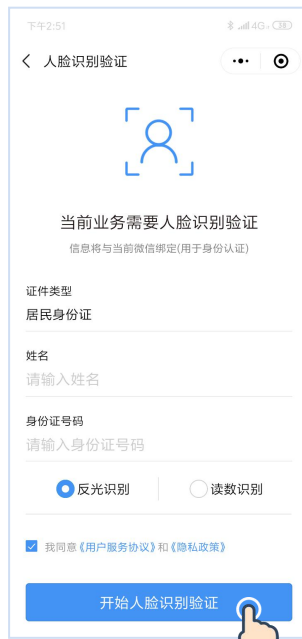 下午2:51
4G
38
人脸识别验证
当前业务需要人脸识别验证
信息将与当前微信绑定(用于身份认证)
证件类型
居民身份证
姓名
请输入姓名
身份证号码
请输入身份证号码
反光识别 读数识别
我同意《用户服务协议》和《隐私政策》
开始人脸识别验证